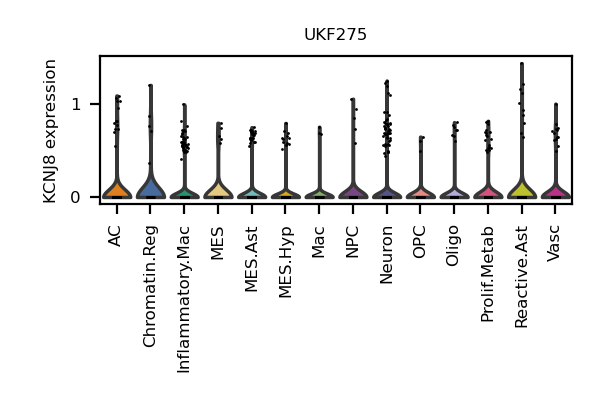 UKF275
KCNJ8 expression
1
0
AC
Chromatin.Reg
Inflammatory.Mac
MES
MES.Ast
MES.Hyp
Mac
NPC
Neuron
OPC
Oligo
Prolif.Metab
Reactive.Ast
Vasc